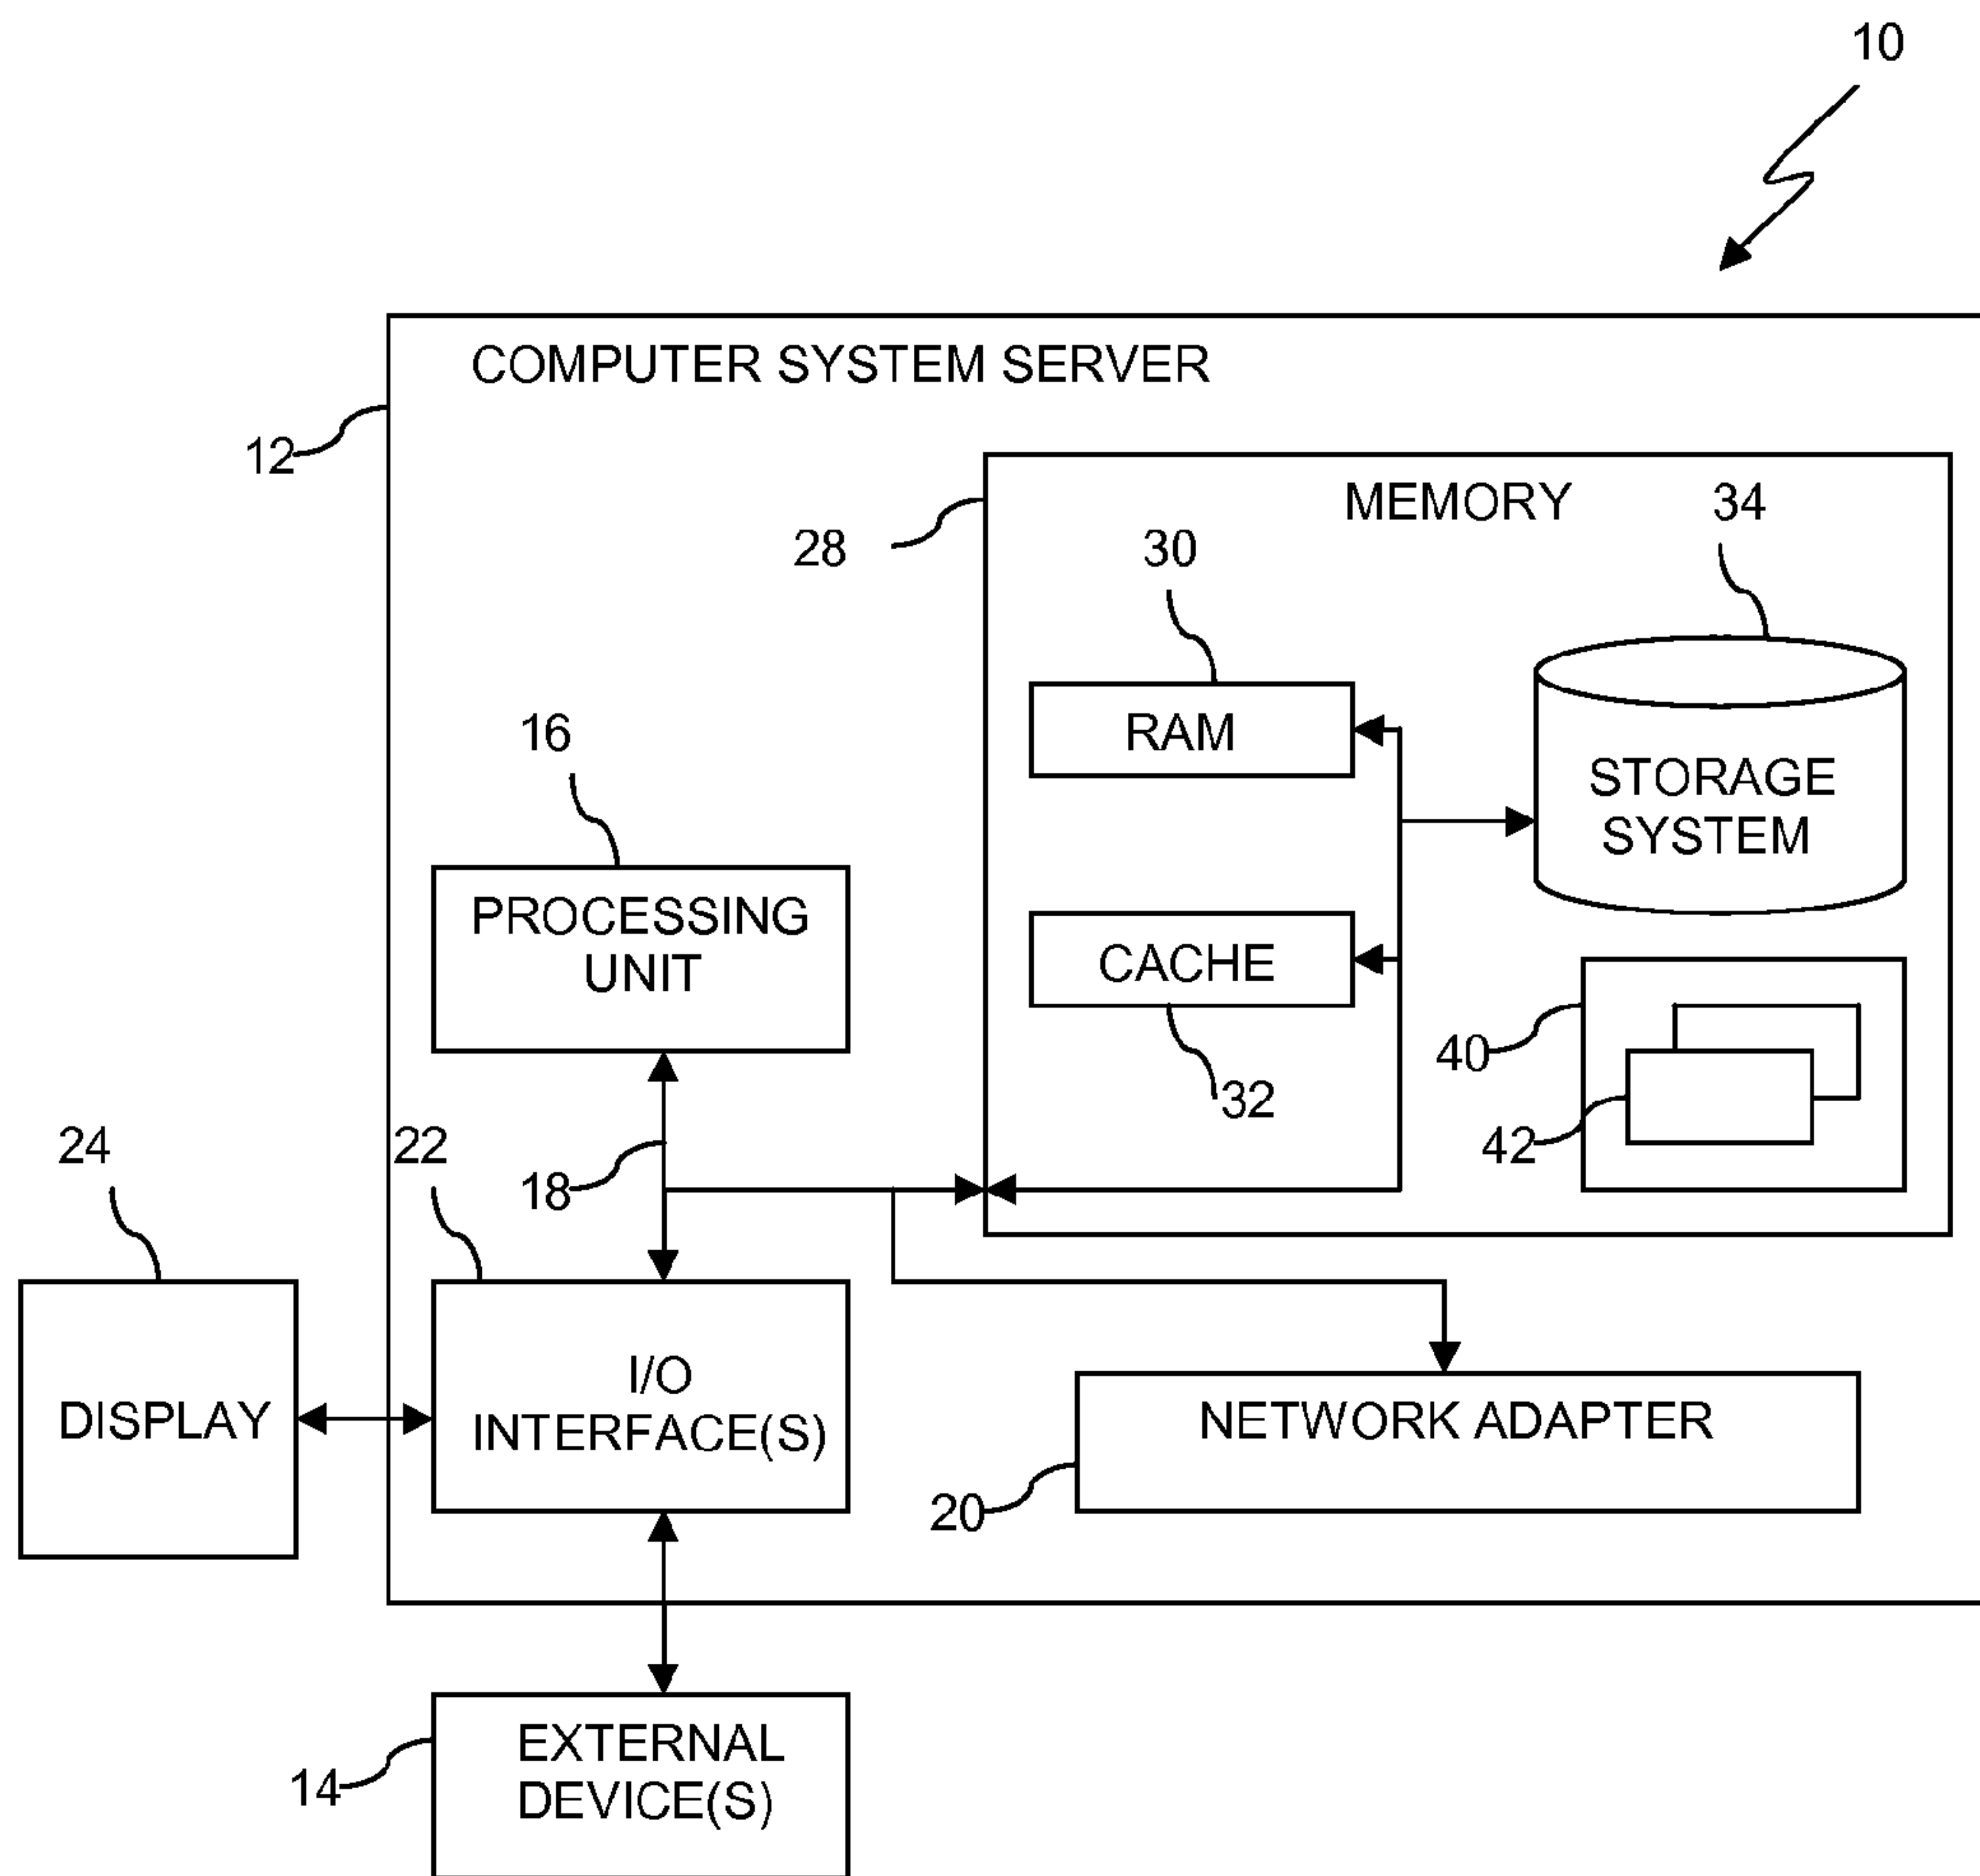 10
COMPUTER SYSTEM SERVER
12
MEMORY
34
28
30
RAM
16
STORAGE
SYSTEM
PROCESSING
UNIT
CACHE
40
32
42
24
22
18
I/O
INTERFACE(S)
DISPLAY
NETWORK ADAPTER
20
EXTERNAL
DEVICE(S)
14